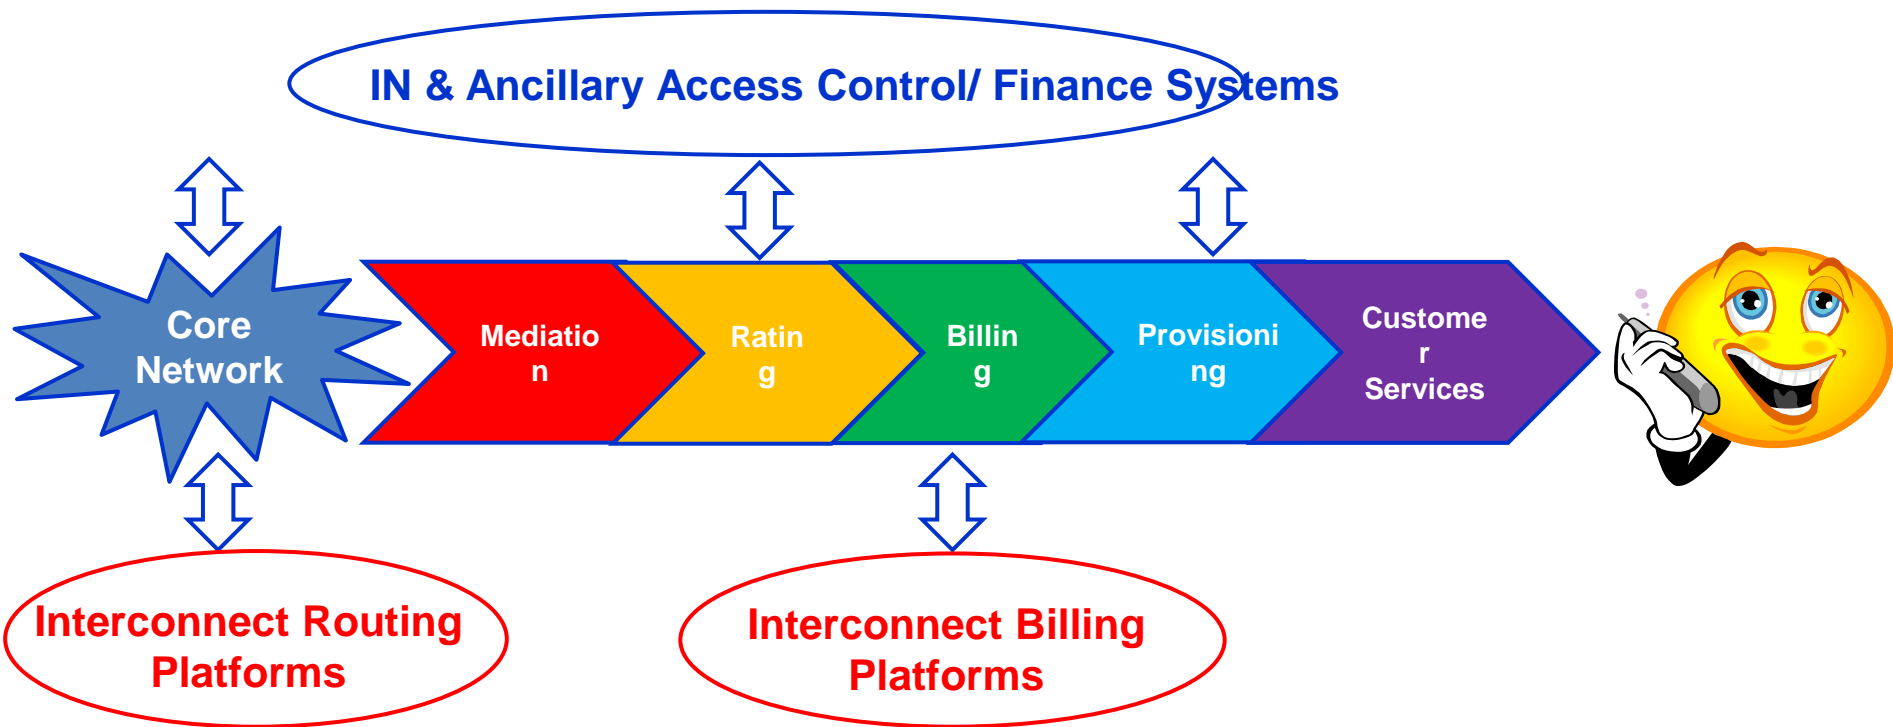 IN & Ancillary Access Control/ Finance Systems
Core
Network
Mediatio
n
Ratin
g
Billin
g
Provisioni
ng
Custome
r
Services
Interconnect Routing
Platforms
Interconnect Billing
Platforms